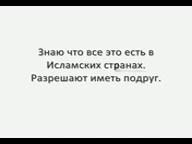 Знаю что все это есть в
Исламских странах.
Разрешают иметь подруг.